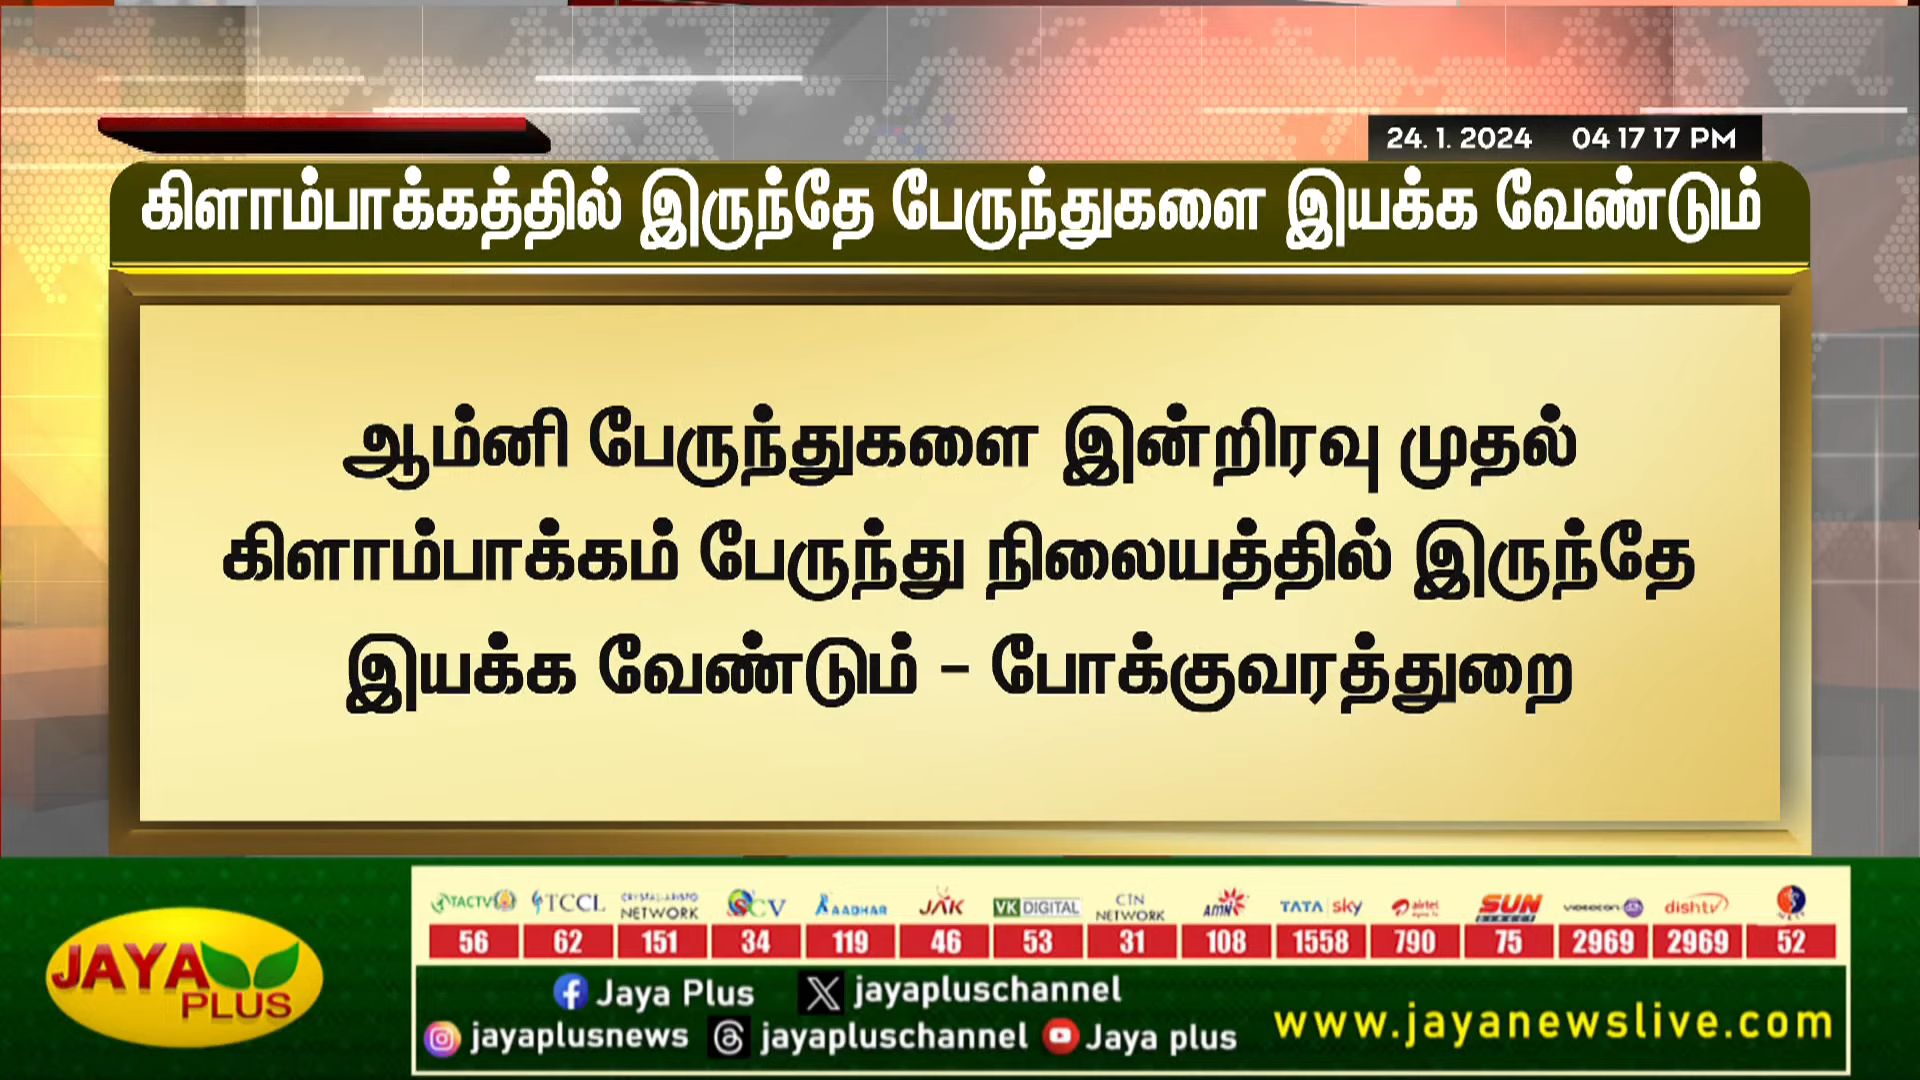 24. 1. 2024 04 17 17 PM
கிளாம்பாக்கத்தில் இருந்தே பேருந்துகளை இயக்க வேண்டும்
ஆம்னி பேருந்துகளை இன்றிரவு முதல்
கிளாம்பாக்கம் பேருந்து நிலையத்தில் இருந்தே
இயக்க வேண்டும் - போக்குவரத்துறை
TACTV TCCL NETWORK SCV AADHAR JAK VK DIGITAL CTN NETWORK AMN TATA sky airtel SUN DIRECT videocon dishtv
56 62 151 34 119 46 53 31 108 1558 790 75 2969 2969 52
JAYA PLUS
Jaya Plus jayapluschannel
jayaplusnews jayapluschannel Jaya plus
www.jayanewslive.com